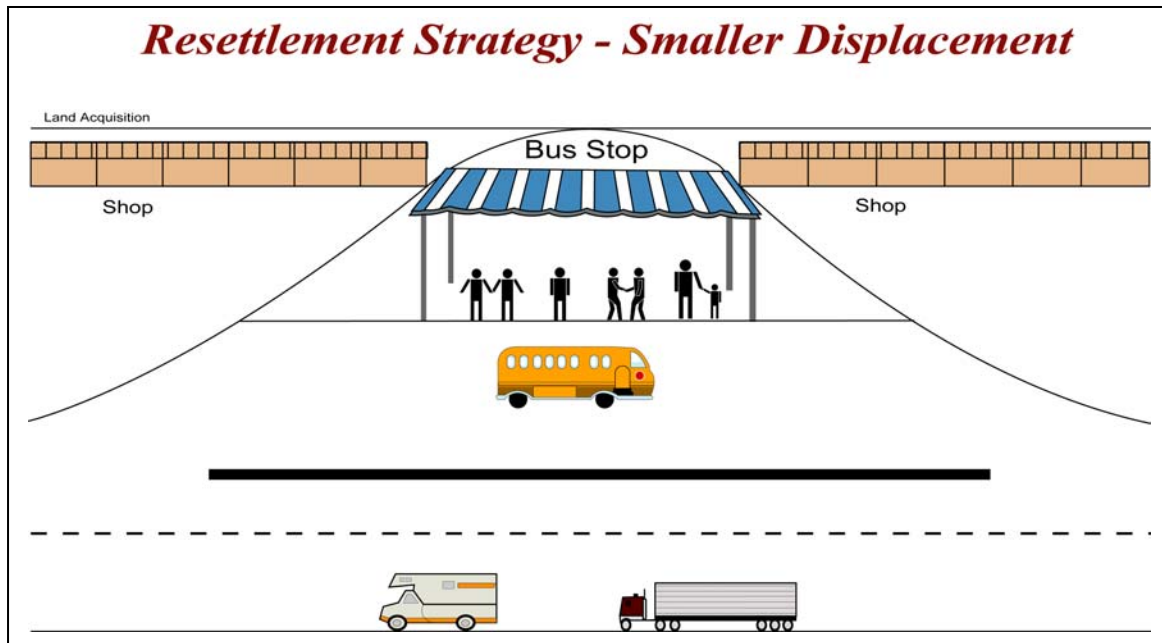 Resettlement Strategy - Smaller Displacement
Land Acquisition
Bus Stop
Shop
Shop